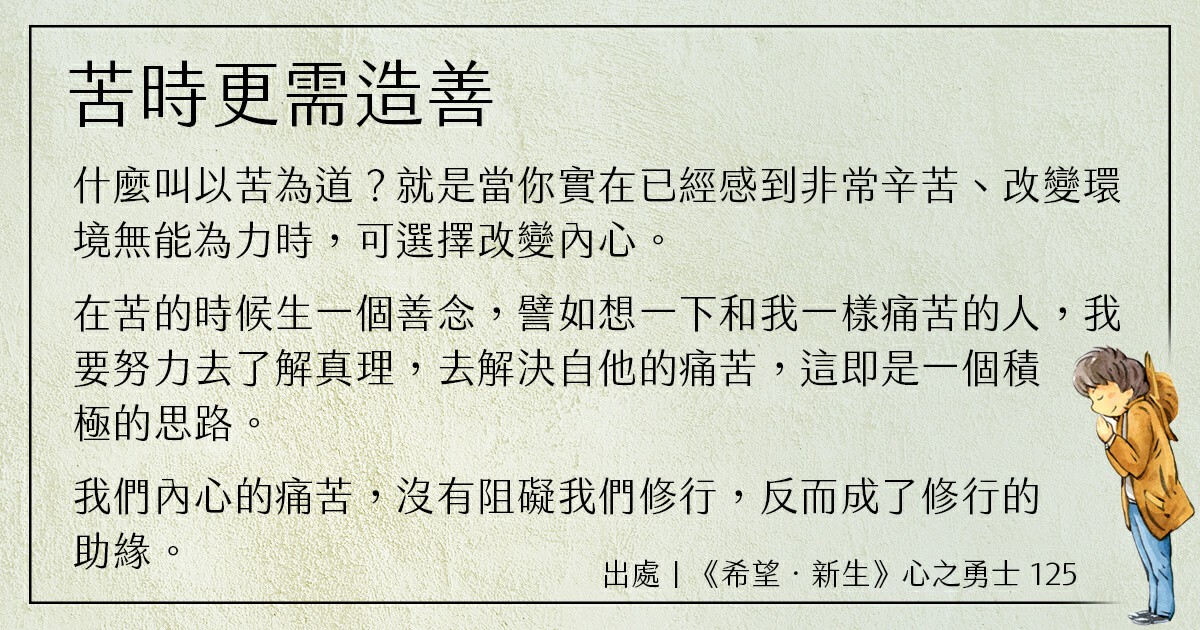 苦時更需造善
什麼叫以苦為道？就是當你實在已經感到非常辛苦、改變環
境無能為力時，可選擇改變內心。
在苦的時候生一個善念，譬如想一下和我一樣痛苦的人，我
要努力去了解真理，去解決自他的痛苦，這即是一個積
極的思路。
我們內心的痛苦，沒有阻礙我們修行，反而成了修行的
助緣。
出處|《希望．新生》心之勇士 125